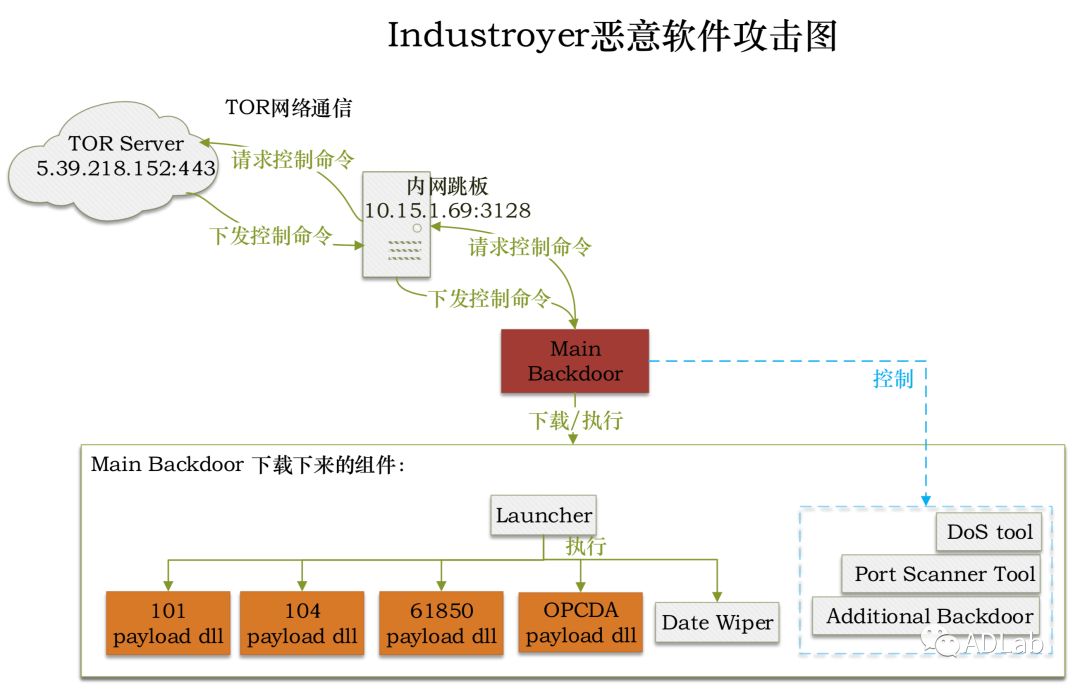 Industroyer恶意软件攻击图
TOR网络通信
TOR Server
5.39.218.152:443
请求控制命令
内网跳板
10.15.1.69:3128
下发控制命令
请求控制命令
下发控制命令
Main
Backdoor
控制
下载/执行
Main Backdoor 下载下来的组件：
Launcher
执行
DoS tool
Port Scanner Tool
Additional Backdoor
101
payload dll
104
payload dll
61850
payload dll
OPCDA
payload dll
Date Wiper
ADLab